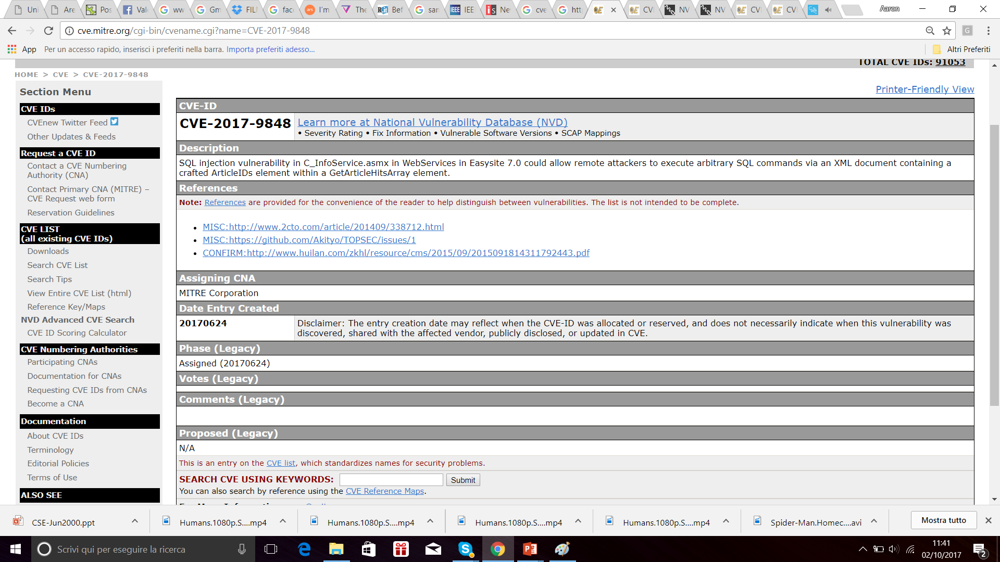 Uni
Are
Pos
Val
ww
Gm
FIL
fac
I'm
The
Bef
sar
IEE
Ne
cve
htt
CV
NV
NV
CV
CV
Aaron
cve.mitre.org/cgi-bin/cvename.cgi?name=CVE-2017-9848
App Per un accesso rapido, inserisci i preferiti nella barra. Importa preferiti adesso... Altri Preferiti
TOTAL CVE IDs: 91053
HOME > CVE > CVE-2017-9848
Section Menu
CVE IDs
CVEnew Twitter Feed
Other Updates & Feeds
Request a CVE ID
Contact a CVE Numbering
Authority (CNA)
Contact Primary CNA (MITRE) –
CVE Request web form
Reservation Guidelines
CVE LIST
(all existing CVE IDs)
Downloads
Search CVE List
Search Tips
View Entire CVE List (html)
Reference Key/Maps
NVD Advanced CVE Search
CVE ID Scoring Calculator
CVE Numbering Authorities
Participating CNAs
Documentation for CNAs
Requesting CVE IDs from CNAs
Become a CNA
Documentation
About CVE IDs
Terminology
Editorial Policies
Terms of Use
ALSO SEE
Printer-Friendly View
CVE-ID
CVE-2017-9848 Learn more at National Vulnerability Database (NVD)
• Severity Rating • Fix Information • Vulnerable Software Versions • SCAP Mappings
Description
SQL injection vulnerability in C_InfoService.asmx in WebServices in Easysite 7.0 could allow remote attackers to execute arbitrary SQL commands via an XML document containing a
crafted ArticleIDs element within a GetArticleHitsArray element.
References
Note: References are provided for the convenience of the reader to help distinguish between vulnerabilities. The list is not intended to be complete.
• MISC:http://www.2cto.com/article/201409/338712.html
• MISC:https://github.com/Akityo/TOPSEC/issues/1
• CONFIRM:http://www.huilan.com/zkhl/resource/cms/2015/09/2015091814311792443.pdf
Assigning CNA
MITRE Corporation
Date Entry Created
20170624 Disclaimer: The entry creation date may reflect when the CVE-ID was allocated or reserved, and does not necessarily indicate when this vulnerability was
discovered, shared with the affected vendor, publicly disclosed, or updated in CVE.
Phase (Legacy)
Assigned (20170624)
Votes (Legacy)
Comments (Legacy)
Proposed (Legacy)
N/A
This is an entry on the CVE list, which standardizes names for security problems.
SEARCH CVE USING KEYWORDS: Submit
You can also search by reference using the CVE Reference Maps.
CSE-Jun2000.ppt
Humans.1080p.S....mp4
Humans.1080p.S....mp4
Humans.1080p.S....mp4
Humans.1080p.S....mp4
Spider-Man.Homec....avi
Mostra tutto
Scrivi qui per eseguire la ricerca
11:41
02/10/2017
2